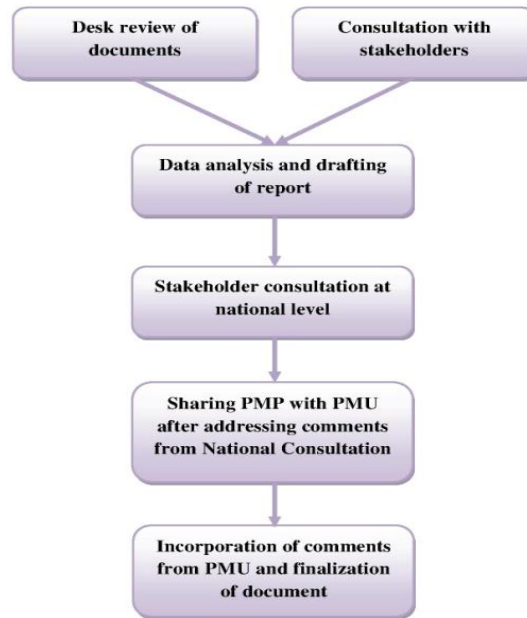 Desk review of
documents
Consultation with
stakeholders
Data analysis and drafting
of report
Stakeholder consultation at
national level
Sharing PMP with PMU
after addressing comments
from National Consultation
Incorporation of comments
from PMU and finalization
of document